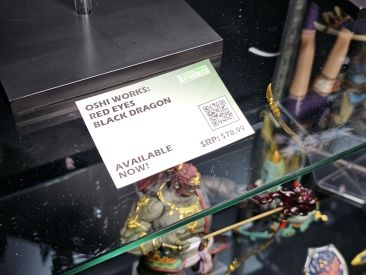 OSHI WORKS:
RED EYES
BLACK DRAGON
AVAILABLE
NOW!
SRP: $78.99